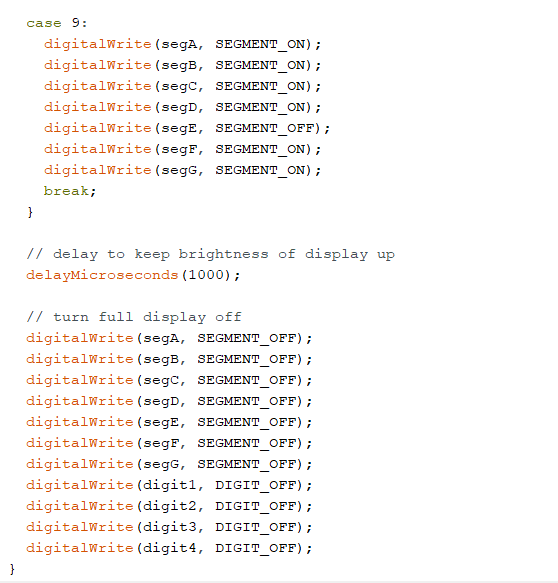 case 9:
digitalWrite(segA, SEGMENT_ON);
digitalWrite(segB, SEGMENT_ON);
digitalWrite(segC, SEGMENT_ON);
digitalWrite(segD, SEGMENT_ON);
digitalWrite(segE, SEGMENT_OFF);
digitalWrite(segF, SEGMENT_ON);
digitalWrite(segG, SEGMENT_ON);
break;
}
// delay to keep brightness of display up
delayMicroseconds(1000);
// turn full display off
digitalWrite(segA, SEGMENT_OFF);
digitalWrite(segB, SEGMENT_OFF);
digitalWrite(segC, SEGMENT_OFF);
digitalWrite(segD, SEGMENT_OFF);
digitalWrite(segE, SEGMENT_OFF);
digitalWrite(segF, SEGMENT_OFF);
digitalWrite(segG, SEGMENT_OFF);
digitalWrite(digit1, DIGIT_OFF);
digitalWrite(digit2, DIGIT_OFF);
digitalWrite(digit3, DIGIT_OFF);
digitalWrite(digit4, DIGIT_OFF);
}